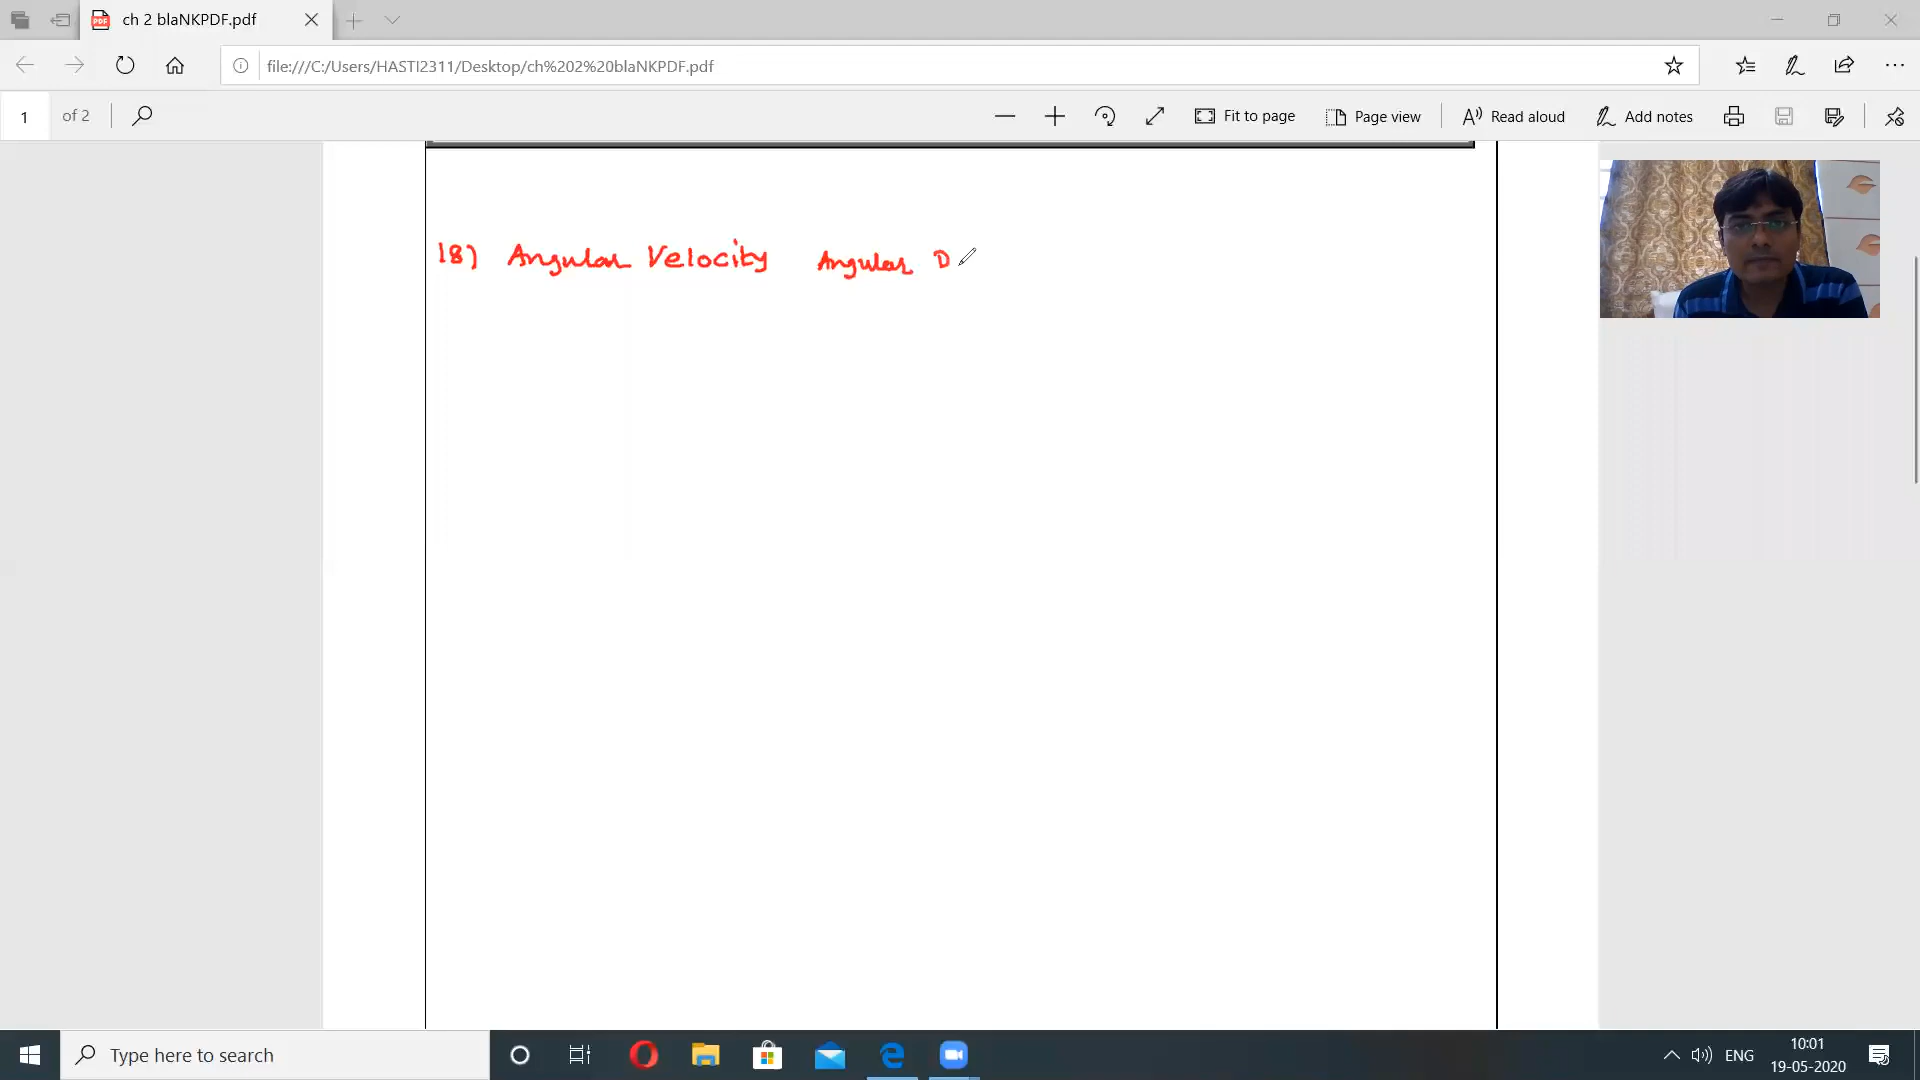 ch 2 blaNKPDF.pdf
file:///C:/Users/HASTI2311/Desktop/ch%202%20blaNKPDF.pdf
1 of 2 Fit to page Page view Read aloud Add notes
18) Angular Velocity Angular D
Type here to search
ENG
10:01
19-05-2020